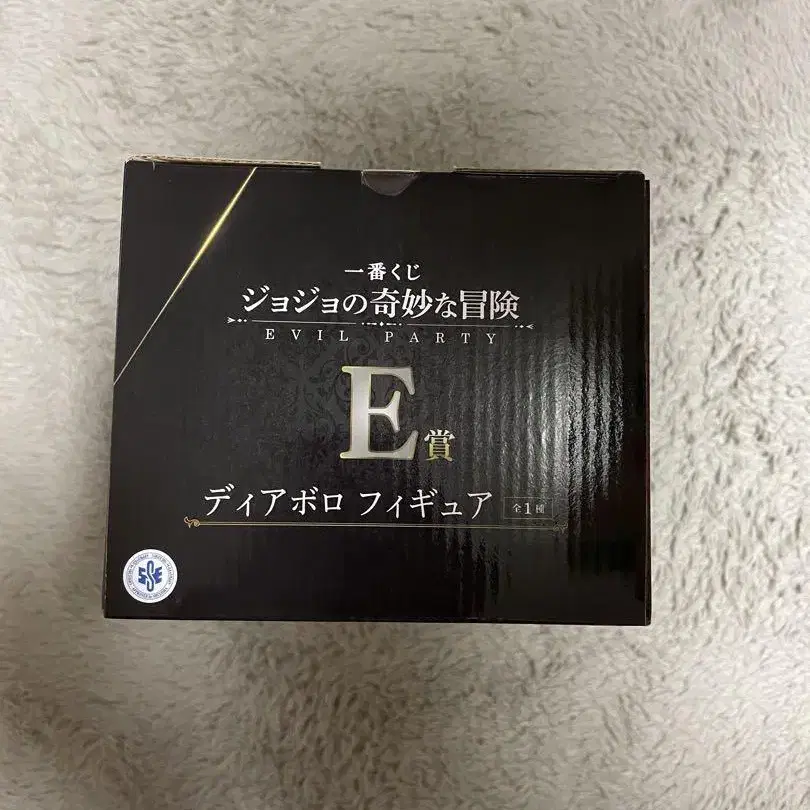 一番くじ
ジョジョの奇妙な冒険
EVIL PARTY
E賞
ディアボロ フィギュア 全1種